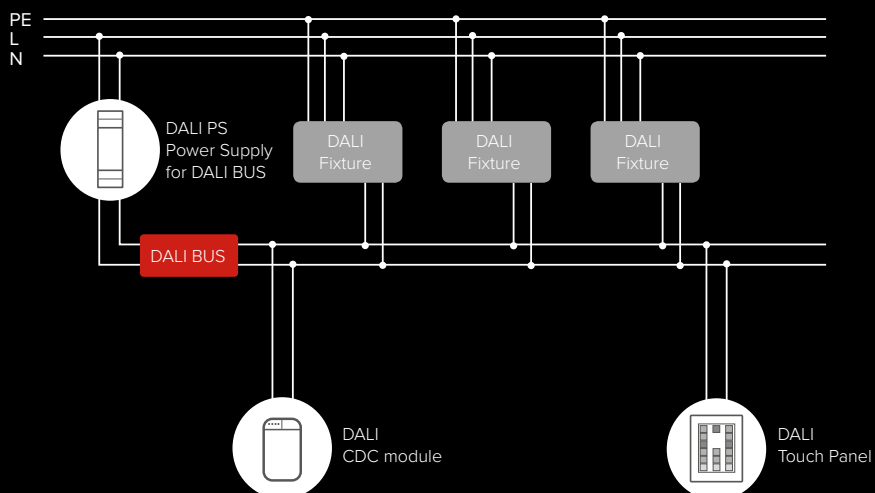 PE
L
N
DALI PS
Power Supply
for DALI BUS
DALI
Fixture
DALI
Fixture
DALI
Fixture
DALI BUS
DALI
CDC module
DALI
Touch Panel